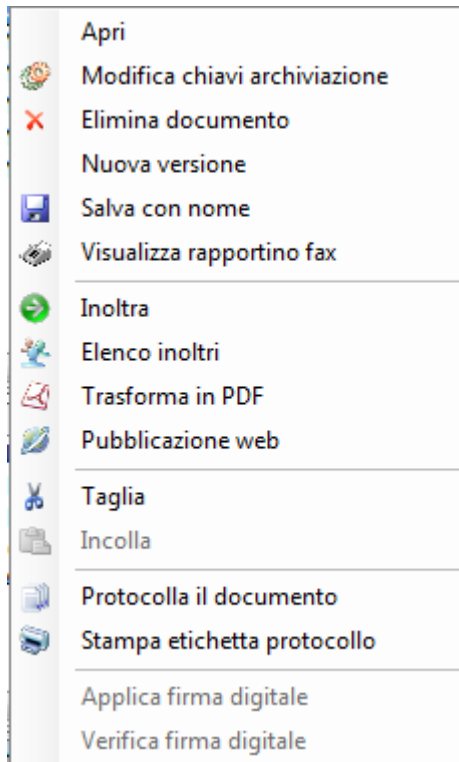 Apri
Modifica chiavi archiviazione
Elimina documento
Nuova versione
Salva con nome
Visualizza rapportino fax
Inoltra
Elenco inoltri
Trasforma in PDF
Pubblicazione web
Taglia
Incolla
Protocolla il documento
Stampa etichetta protocollo
Applica firma digitale
Verifica firma digitale